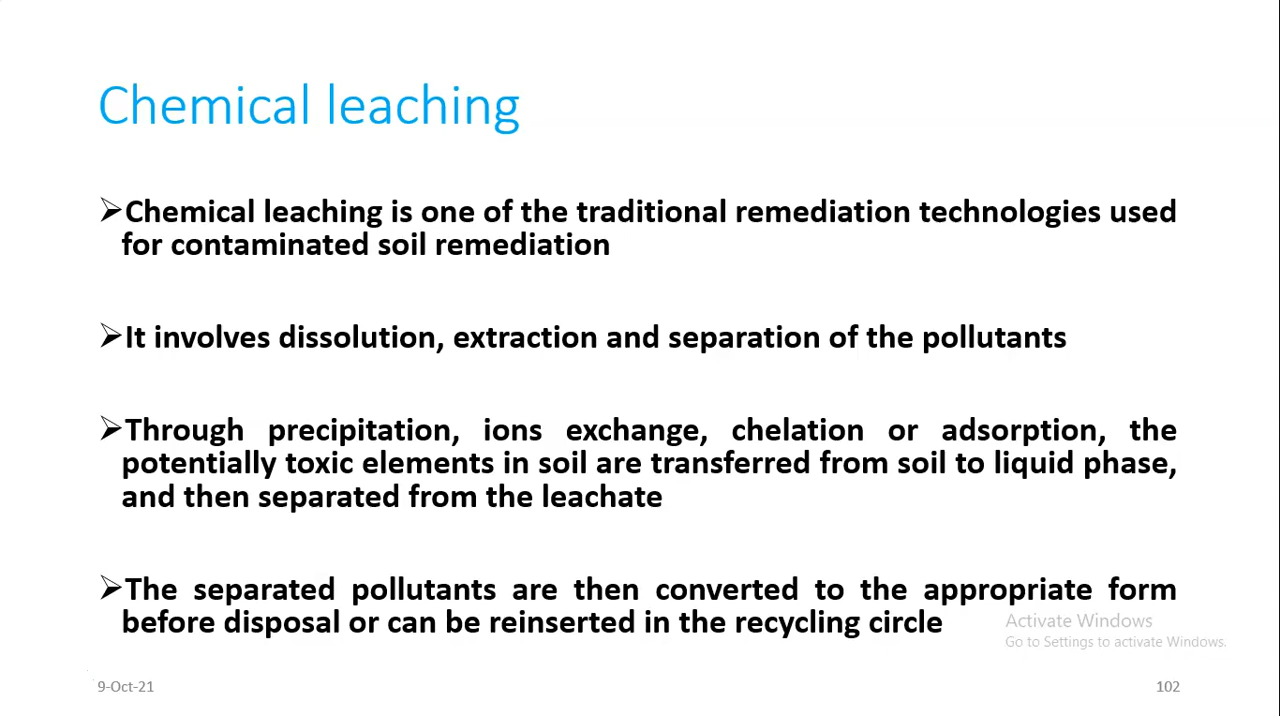 Chemical leaching
➢Chemical leaching is one of the traditional remediation technologies used
for contaminated soil remediation
➢It involves dissolution, extraction and separation of the pollutants
➢Through precipitation, ions exchange, chelation or adsorption, the
potentially toxic elements in soil are transferred from soil to liquid phase,
and then separated from the leachate
➢The separated pollutants are then converted to the appropriate form
before disposal or can be reinserted in the recycling circle
Activate Windows
Go to Settings to activate Windows.
9-Oct-21
102